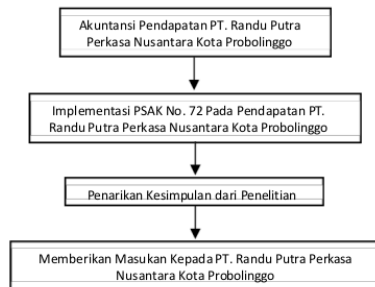 Akuntansi Pendapatan PT. Randu Putra
Perkasa Nusantara Kota Probolinggo
Implementasi PSAK No. 72 Pada Pendapatan PT.
Randu Putra Perkasa Nusantara Kota Probolinggo
Penarikan Kesimpulan dari Penelitian
Memberikan Masukan Kepada PT. Randu Putra Perkasa
Nusantara Kota Probolinggo